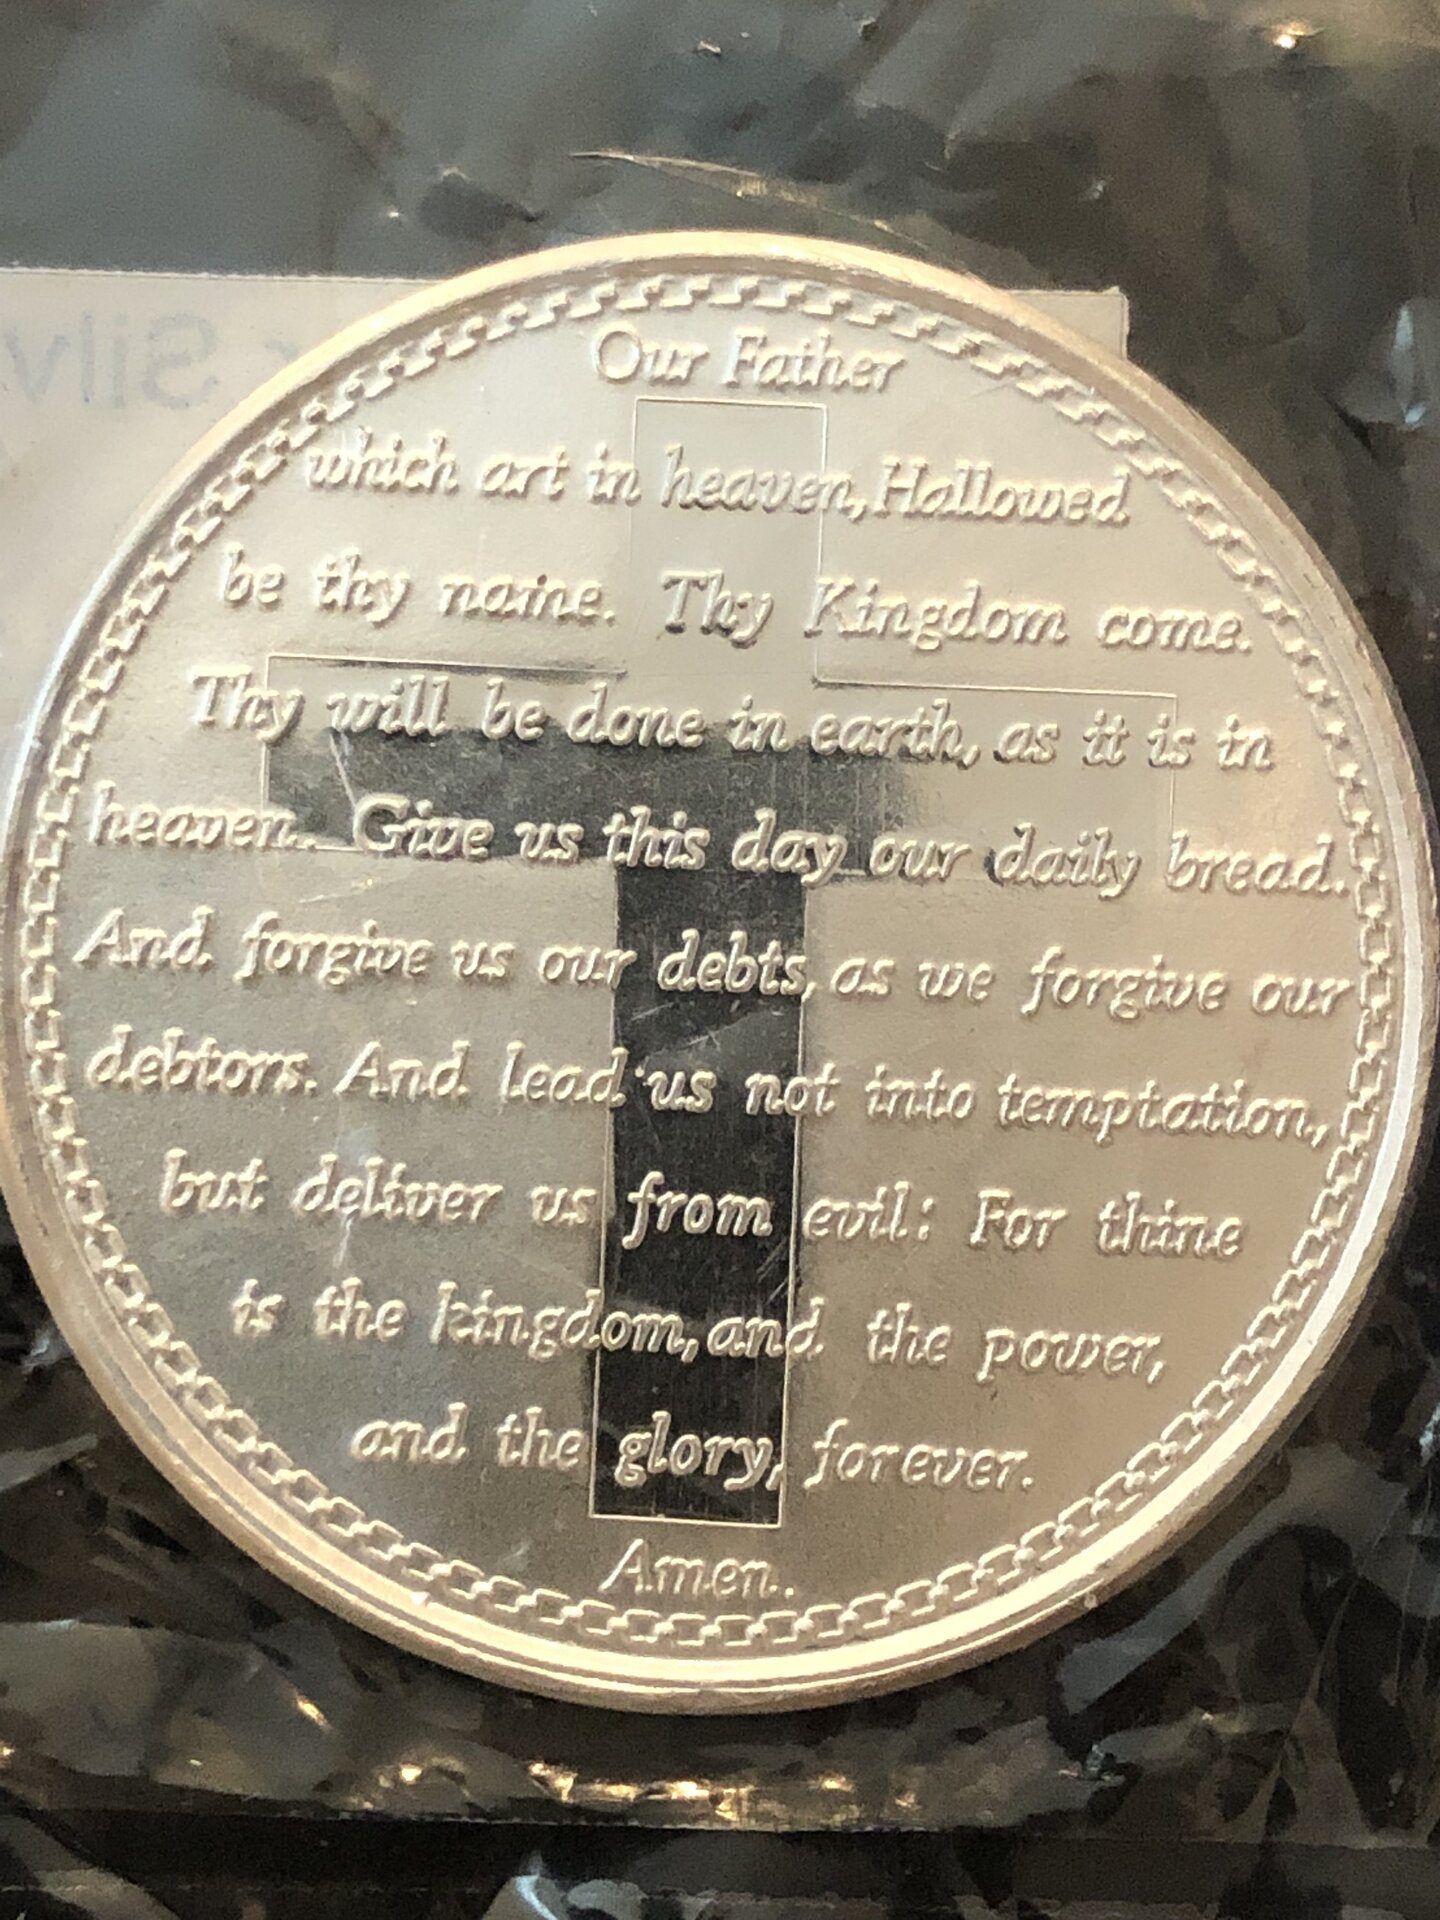 Our Father
which art in heaven, Hallowed
be thy name. Thy Kingdom come.
Thy will be done in earth, as it is in
heaven. Give us this day our daily bread.
And forgive us our debts, as we forgive our
debtors. And lead us not into temptation,
but deliver us from evil: For thine
is the kingdom, and the power,
and the glory, forever.
Amen.